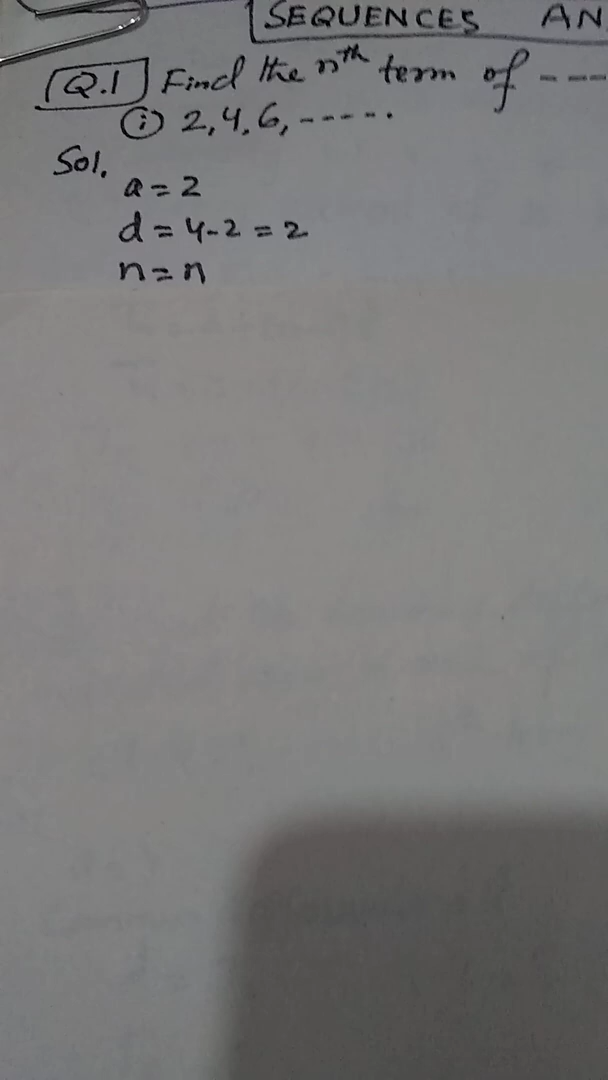 SEQUENCES AN
Q.1 Find the nth term of ----
(i) 2,4,6,-----.
Sol.
a = 2
d = 4-2 = 2
n = n